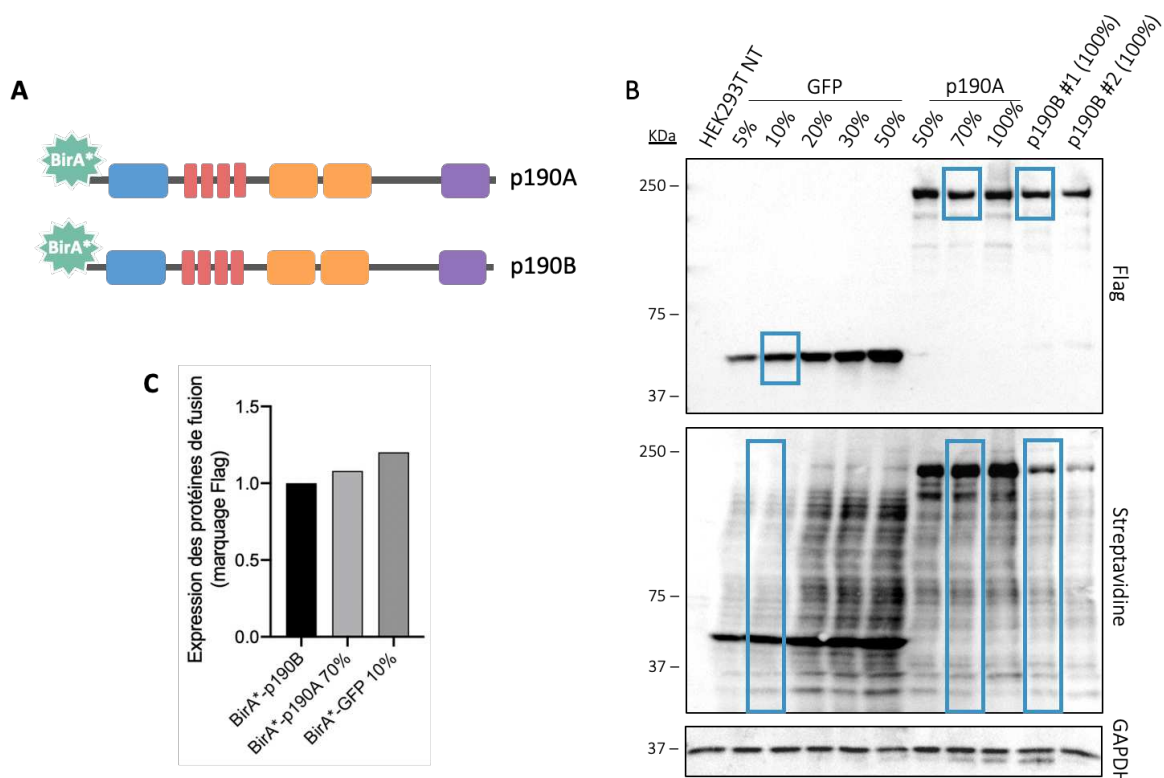 A
BirA*
p190A
BirA*
p190B
B
KDa
HEK293T NT
GFP
5%
10%
20%
30%
50%
p190A
50%
70%
100%
p190B #1 (100%)
p190B #2 (100%)
250
75
37
Flag
250
75
37
Streptavidine
37
GAPDH
C
Expression des protéines de fusion
(marquage Flag)
1.5
1.0
0.5
0.0
BirA*-p190B
BirA*-p190A 70%
BirA*-GFP 10%